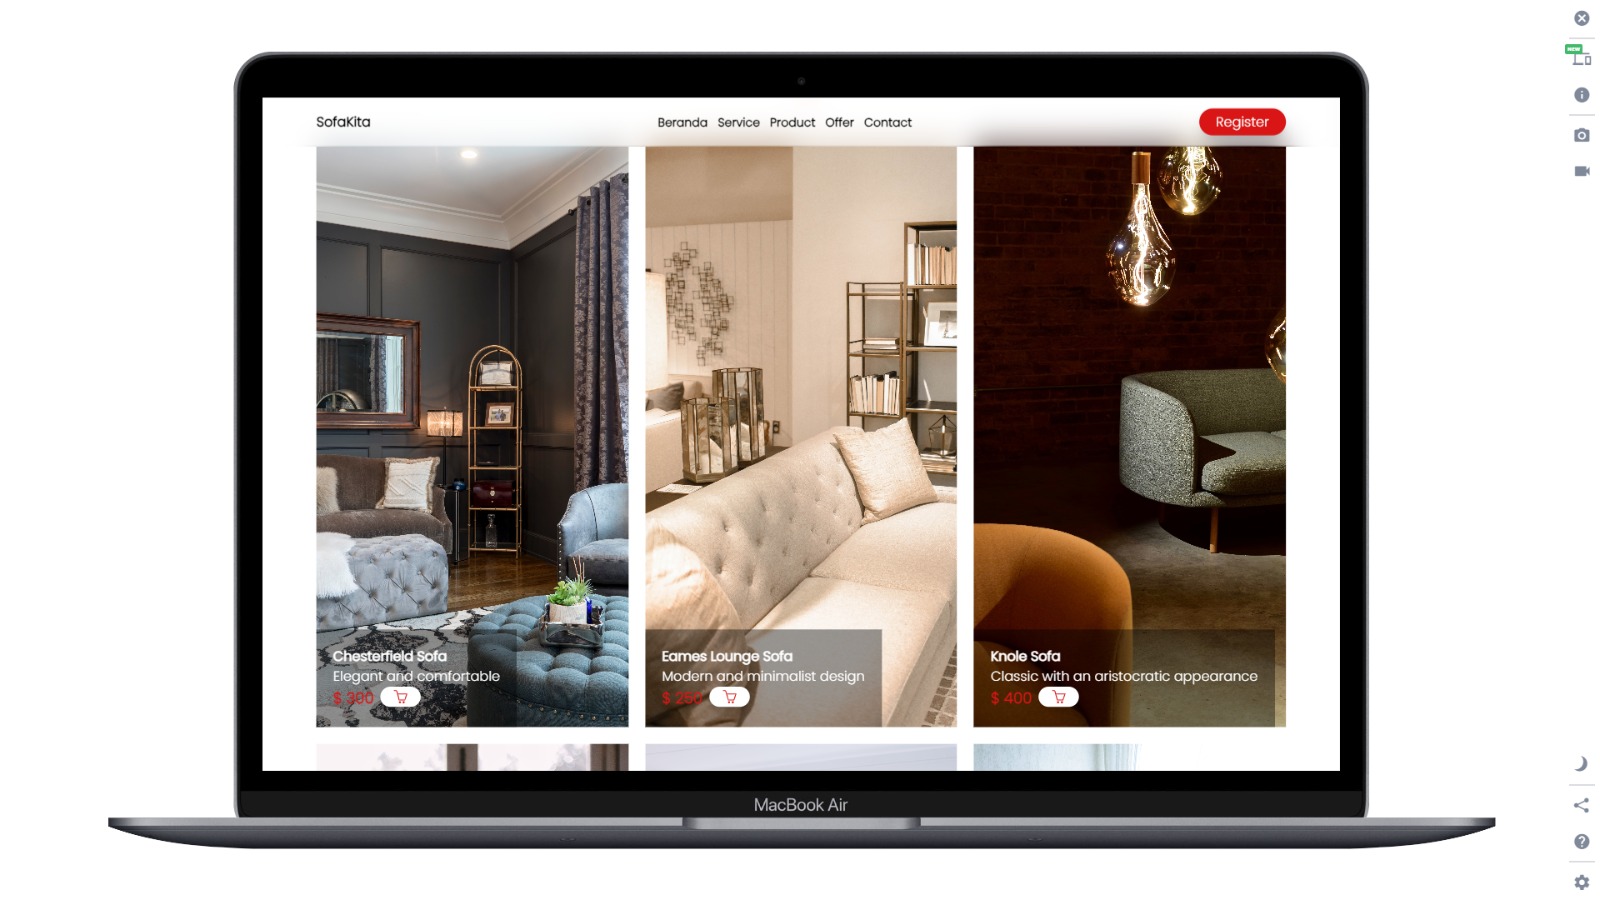 NEW
SofaKita
Beranda Service Product Offer Contact
Register
Chesterfield Sofa
Elegant and comfortable
$ 300
Eames Lounge Sofa
Modern and minimalist design
$ 250
Knole Sofa
Classic with an aristocratic appearance
$ 400
MacBook Air